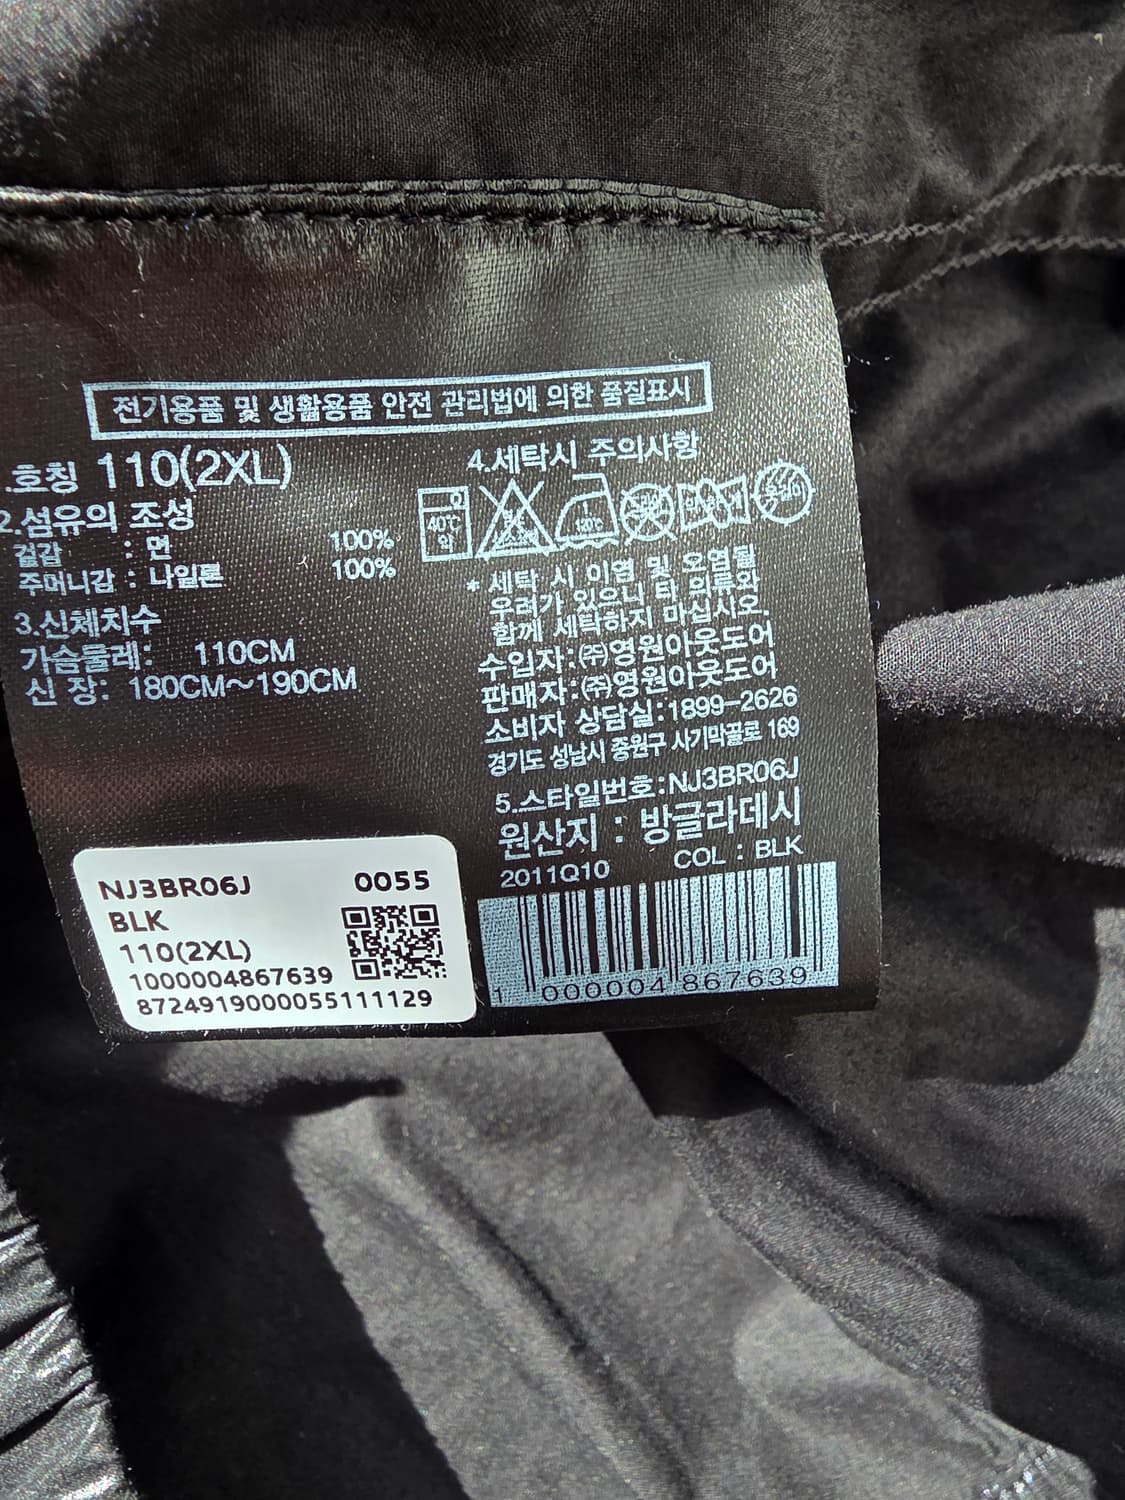 전기용품 및 생활용품 안전 관리법에 의한 품질표시
.호칭 110(2XL)
2.섬유의 조성
겉감 : 면 100%
주머니감 : 나일론 100%
3.신체치수
가슴둘레: 110CM
신 장: 180CM~190CM
4.세탁시 주의사항
40℃
* 세탁 시 이염 및 오염될
우려가 있으니 타 의류와
함께 세탁하지 마십시오.
수입자:㈜영원아웃도어
판매자:㈜영원아웃도어
소비자 상담실:1899-2626
경기도 성남시 중원구 사기막골로 169
5.스타일번호:NJ3BR06J
원산지 : 방글라데시
2011Q10 COL : BLK
1 000004 867639
NJ3BR06J 0055
BLK
110(2XL)
1000004867639
8724919000055111129